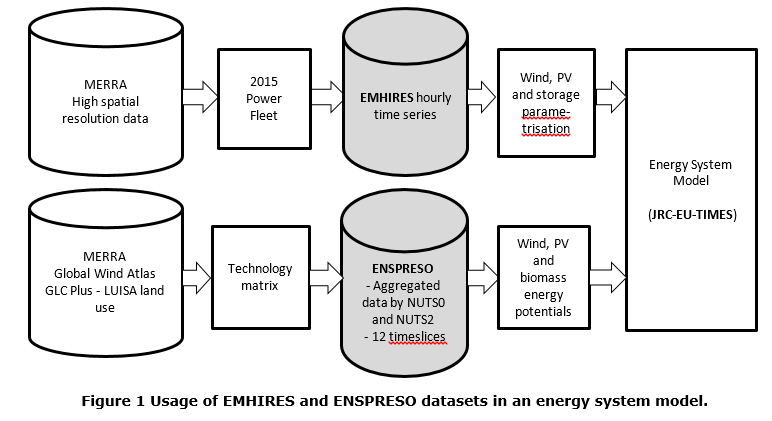 MERRA
High spatial
resolution data
2015
Power
Fleet
EMHIRES hourly
time series
Wind, PV
and storage
parame-
trisation
Energy System
Model
(JRC-EU-TIMES)
MERRA
Global Wind Atlas
GLC Plus - LUISA land
use
Technology
matrix
ENSPRESO
- Aggregated
data by NUTS0
and NUTS2
- 12 timeslices
Wind, PV
and
biomass
energy
potentials
Figure 1 Usage of EMHIRES and ENSPRESO datasets in an energy system model.